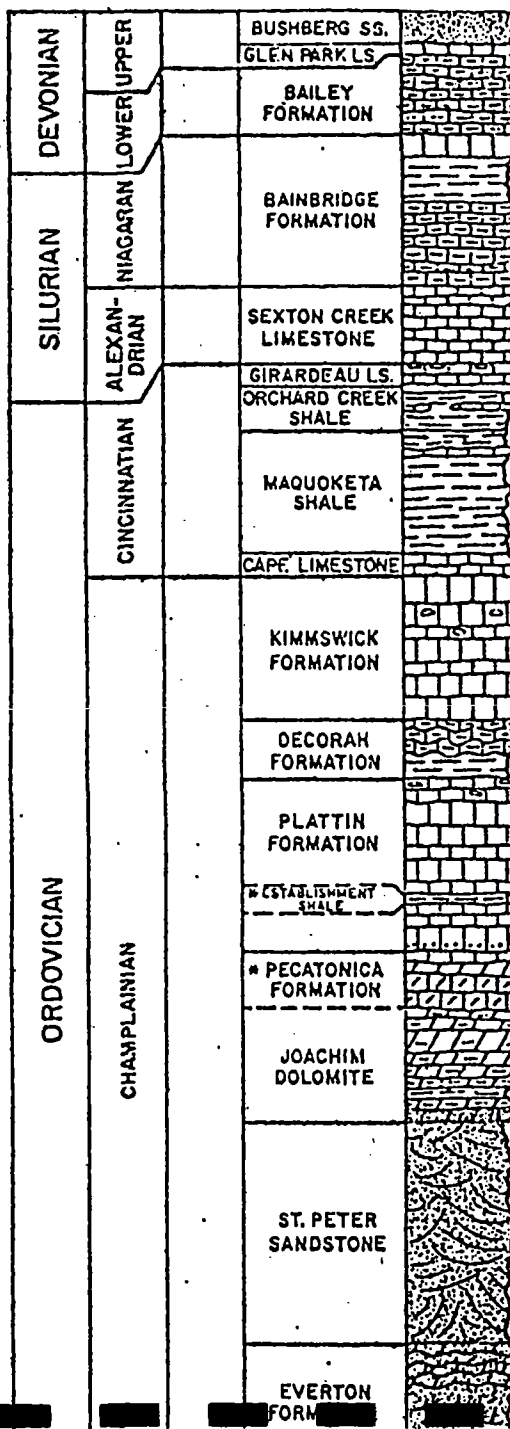 DEVONIAN
SILURIAN
ORDOVICIAN
UPPER
LOWER
NIAGARAN
ALEXAN-
DRIAN
CINCINNATIAN
CHAMPLAINIAN
BUSHBERG SS.
GLEN PARK LS.
BAILEY
FORMATION
BAINBRIDGE
FORMATION
SEXTON CREEK
LIMESTONE
GIRARDEAU LS.
ORCHARD CREEK
SHALE
MAQUOKETA
SHALE
CAPE LIMESTONE
KIMMSWICK
FORMATION
DECORAH
FORMATION
PLATTIN
FORMATION
* ESTABLISHMENT
SHALE
* PECATONICA
FORMATION
JOACHIM
DOLOMITE
ST. PETER
SANDSTONE
EVERTON